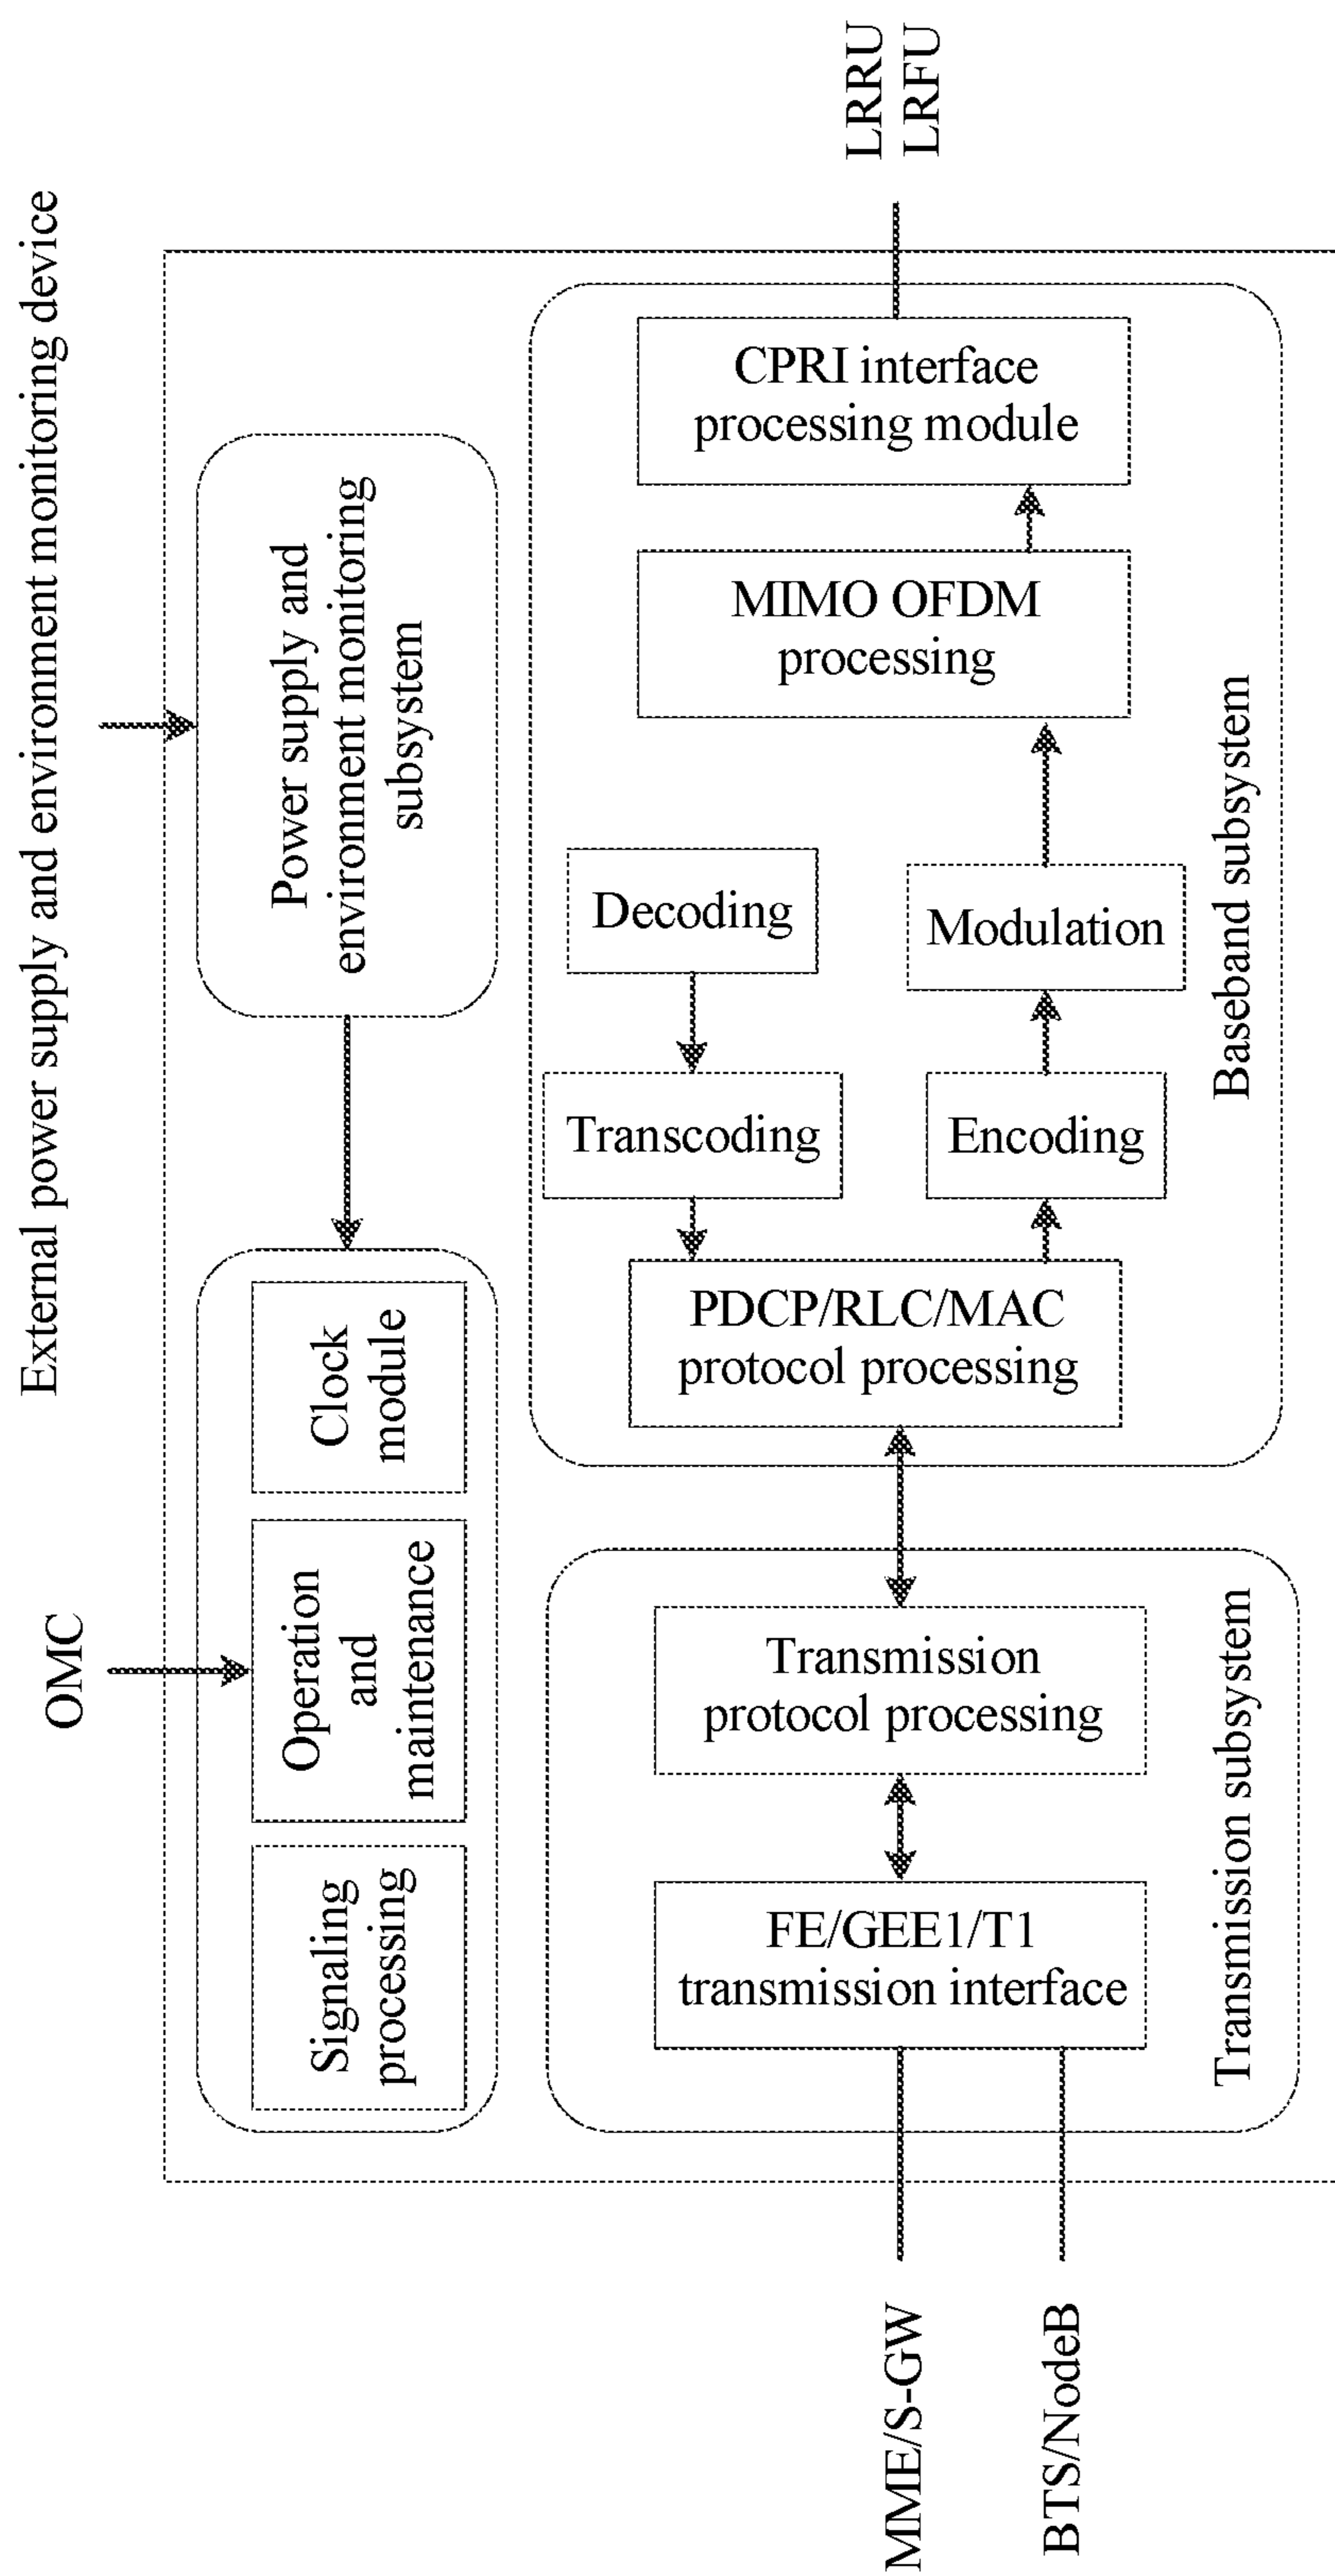 External power supply and environment monitoring device
OMC
Signaling
processing
Operation
and
maintenance
Clock
module
Power supply and
environment monitoring
subsystem
MME/S-GW
BTS/NodeB
FE/GEE1/T1
transmission interface
Transmission
protocol processing
Transmission subsystem
PDCP/RLC/MAC
protocol processing
Transcoding
Decoding
Encoding
Modulation
MIMO OFDM
processing
CPRI interface
processing module
Baseband subsystem
LRRU
LRFU